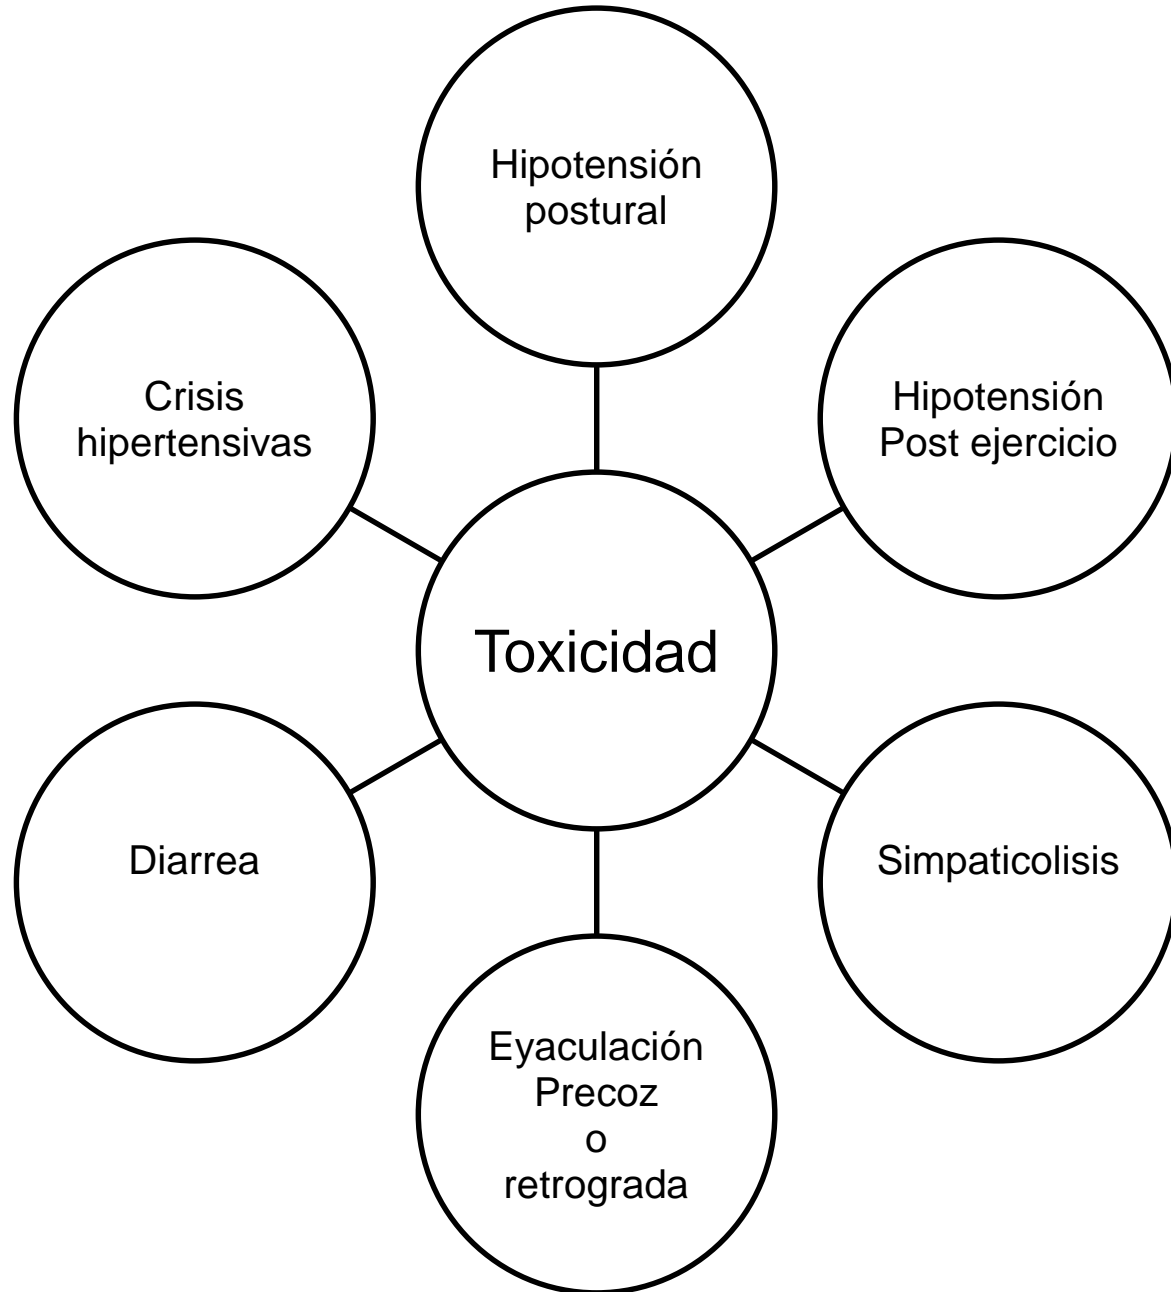 Hipotensión
postural
Crisis
hipertensivas
Hipotensión
Post ejercicio
Toxicidad
Diarrea
Simpaticolisis
Eyaculación
Precoz
o
retrograda